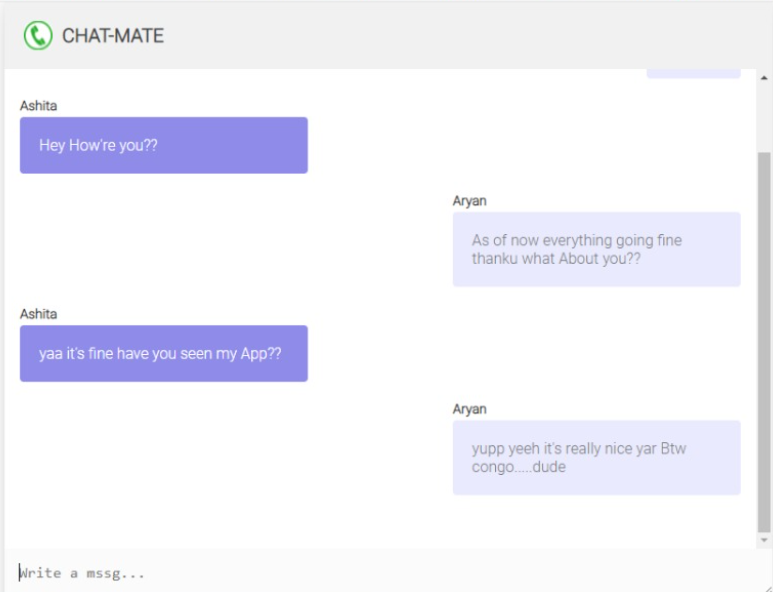 CHAT-MATE
Ashita
Hey How're you??
Aryan
As of now everything going fine
thanku what About you??
Ashita
yaa it's fine have you seen my App??
Aryan
yupp yeeh it's really nice yar Btw
congo.....dude
Write a mssg...